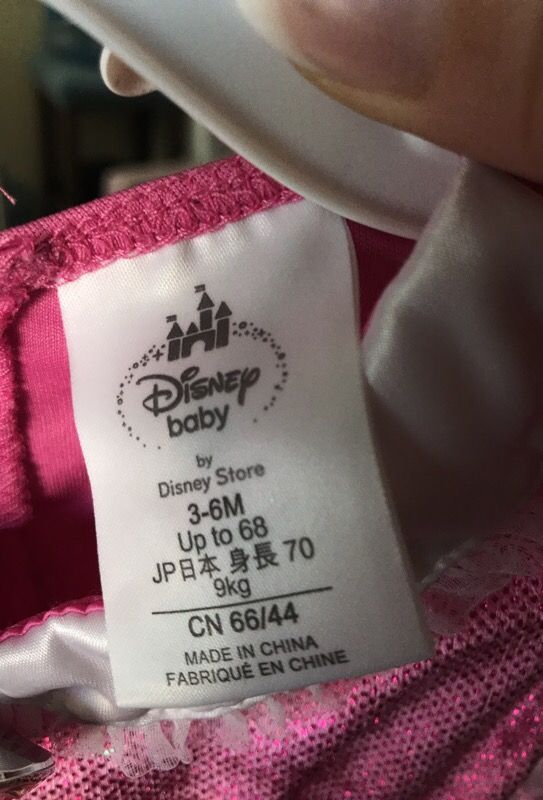 Disney
baby
by
Disney Store
3-6M
Up to 68
JP日本 身長 70
9kg
CN 66/44
MADE IN CHINA
FABRIQUÉ EN CHINE